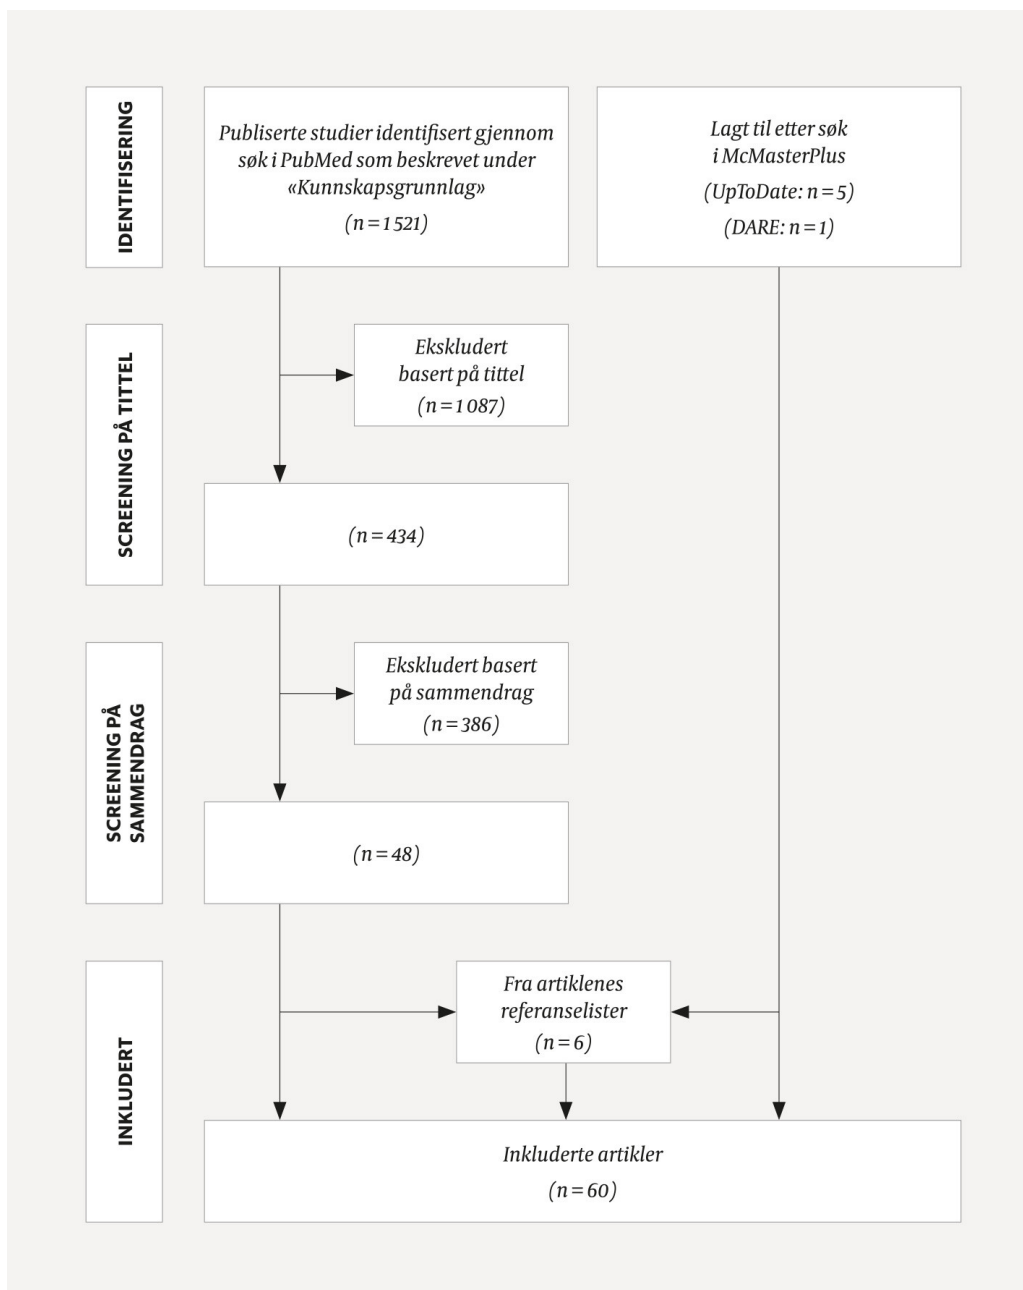 IDENTIFISERING
Publiserte studier identifisert gjennom
søk i PubMed som beskrevet under
«Kunnskapsgrunnlag»
(n = 1 521)
Lagt til etter søk
i McMasterPlus
(UpToDate: n = 5)
(DARE: n = 1)
SCREENING PÅ TITTEL
Ekskludert
basert på tittel
(n = 1 087)
(n = 434)
SCREENING PÅ
SAMMENDRAG
Ekskludert basert
på sammendrag
(n = 386)
(n = 48)
INKLUDERT
Fra artiklenes
referanselister
(n = 6)
Inkluderte artikler
(n = 60)